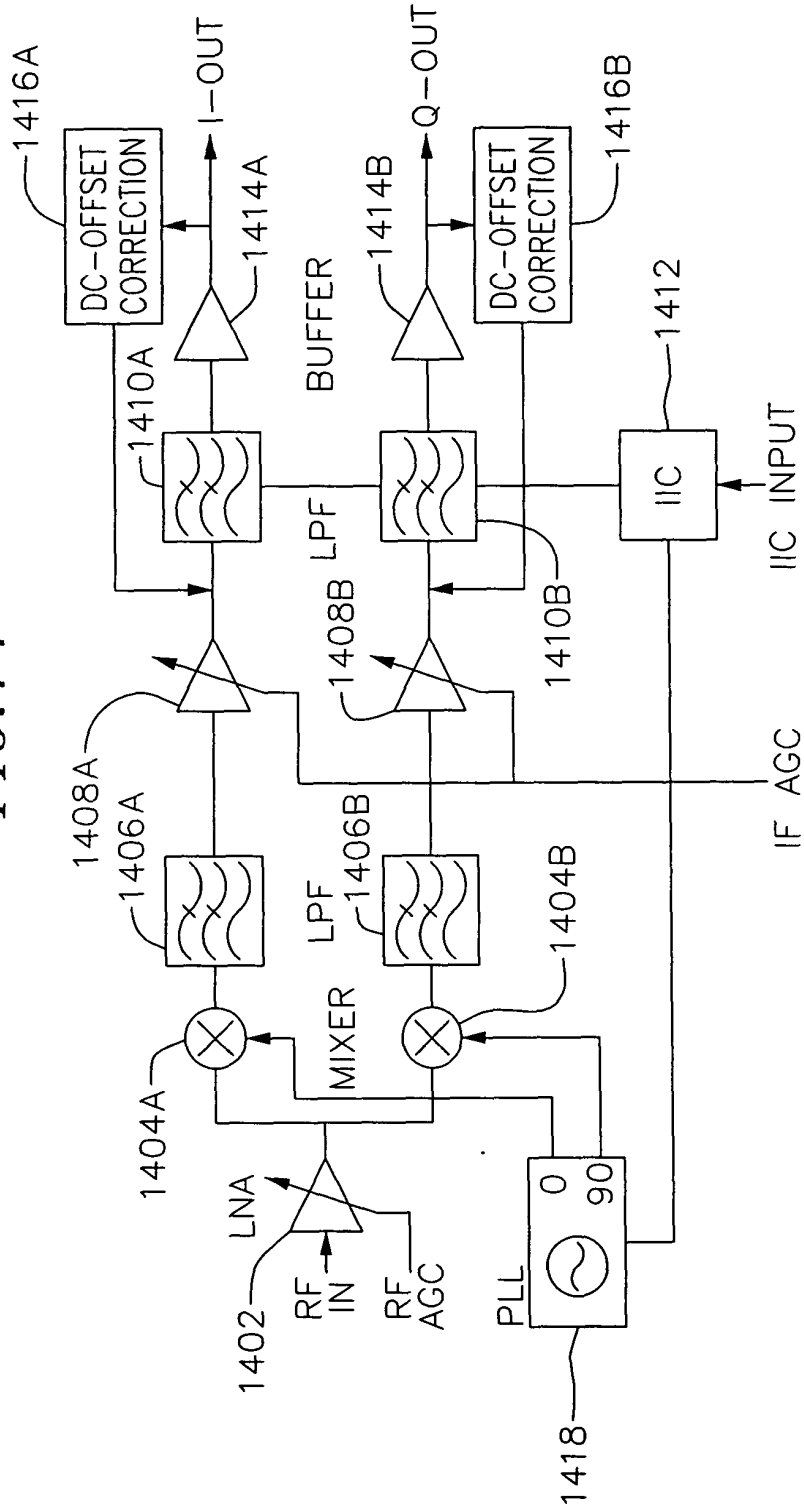 1416A
DC-OFFSET
CORRECTION
I-OUT
1414A
1410A
1408A
1406A
1404A
BUFFER
LPF
LPF
MIXER
LNA
1402
RF
IN
RF
AGC
1414B
Q-OUT
DC-OFFSET
CORRECTION
1416B
1408B
1410B
1406B
1404B
PLL
0
90
1418
IIC
1412
IIC INPUT
IF AGC